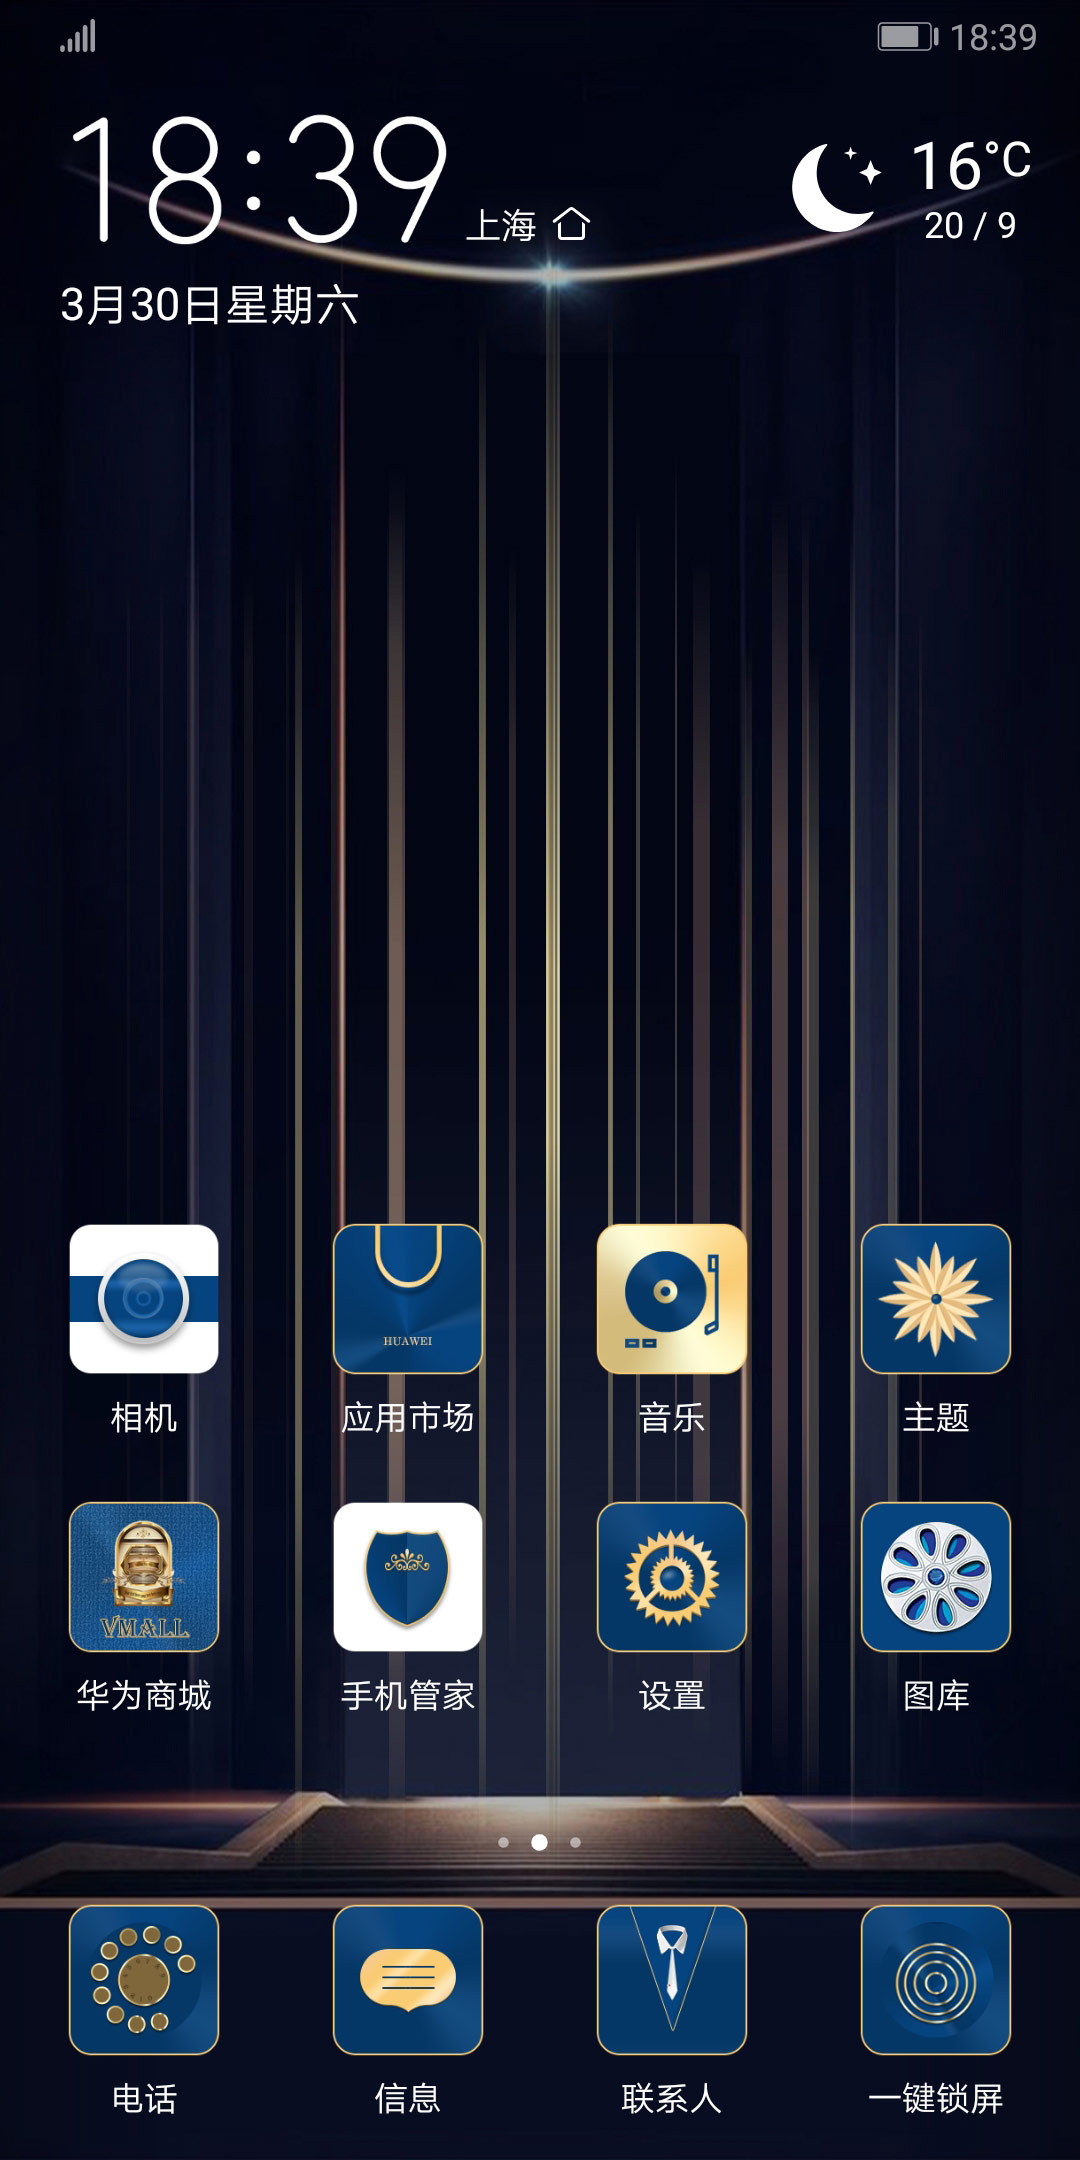 18:39
18:39
上海
16°C
20 / 9
3月30日星期六
HUAWEI
相机
应用市场
音乐
主题
VMALL
华为商城
手机管家
设置
图库
电话
信息
联系人
一键锁屏